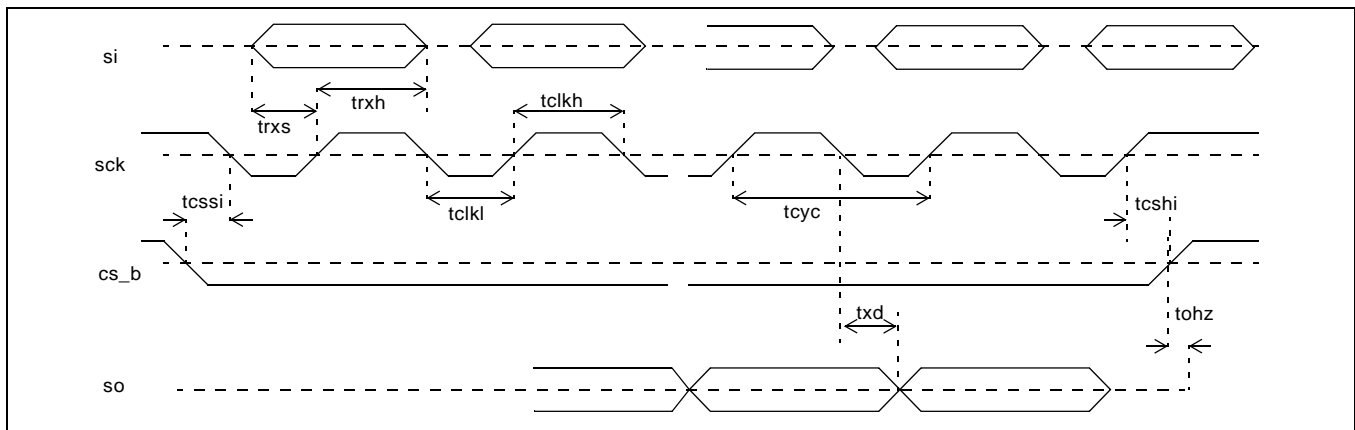 si
trxh
tclkh
trxs
sck
tcssi
tclkl
tcyc
tcshi
cs_b
txd
tohz
so